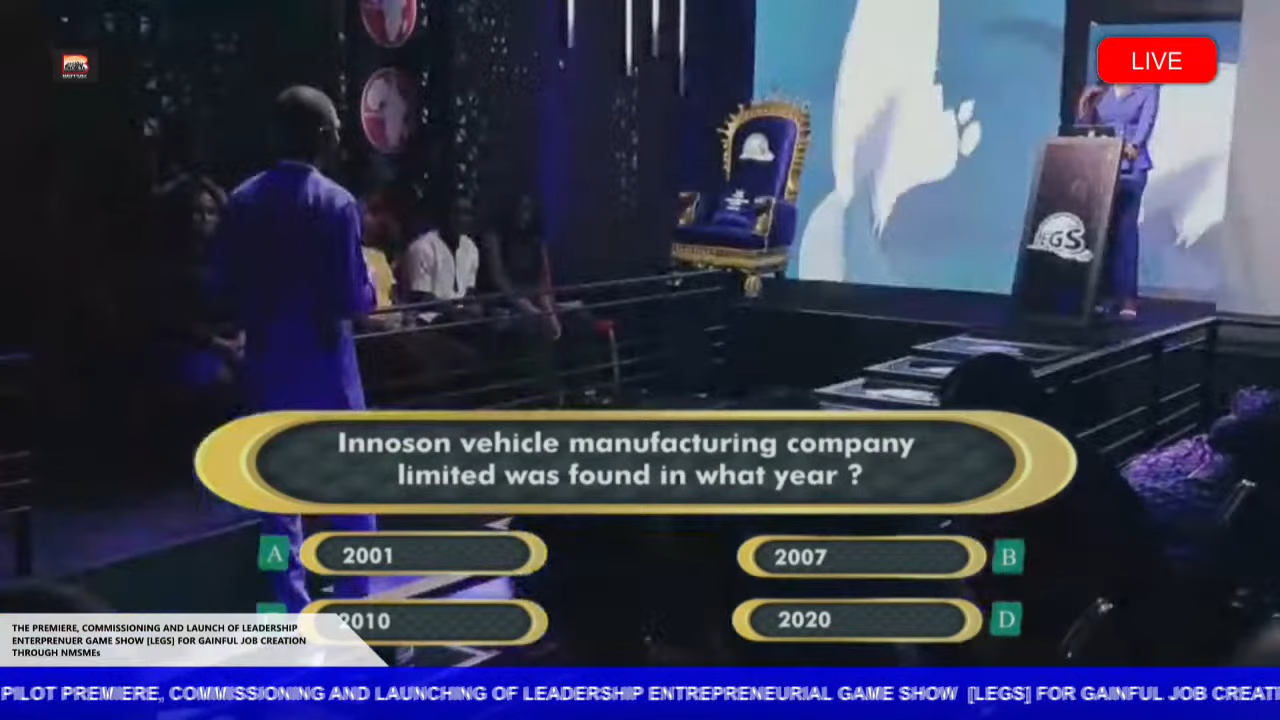 LIVE
LEGS
Innoson vehicle manufacturing company
limited was found in what year ?
A 2001
2007 B
2010
2020 D
THE PREMIERE, COMMISSIONING AND LAUNCH OF LEADERSHIP
ENTERPRENUER GAME SHOW [LEGS] FOR GAINFUL JOB CREATION
THROUGH NMSMEs
PILOT PREMIERE, COMMISSIONING AND LAUNCHING OF LEADERSHIP ENTREPRENEURIAL GAME SHOW [LEGS] FOR GAINFUL JOB CREATI